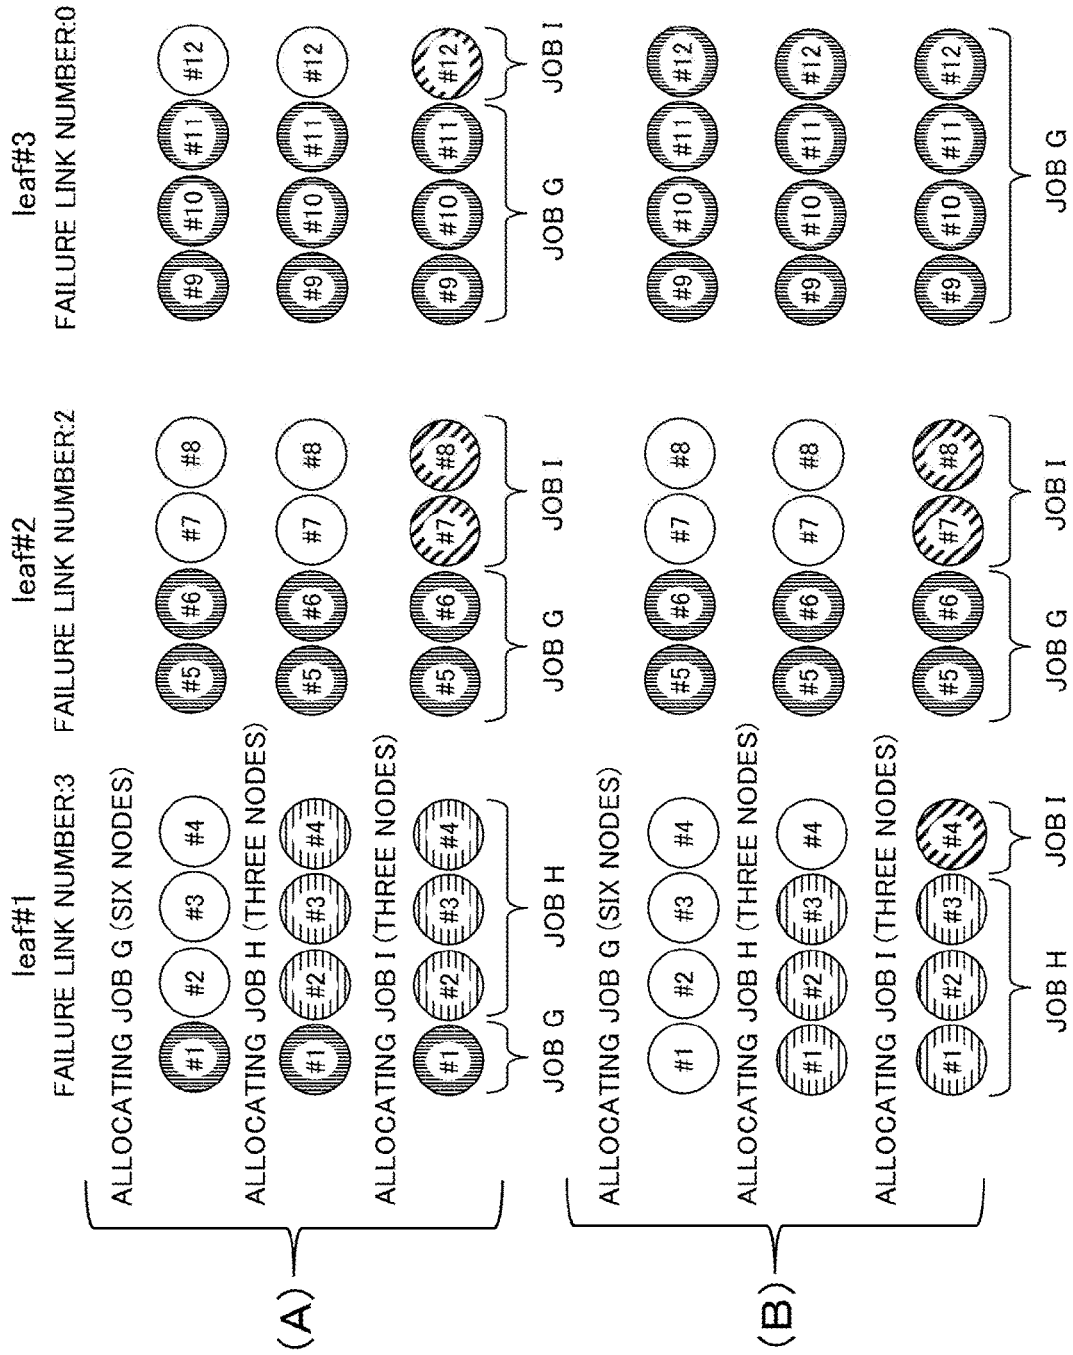 leaf#1 leaf#2 leaf#3
FAILURE LINK NUMBER:3 FAILURE LINK NUMBER:2 FAILURE LINK NUMBER:0
(A)
ALLOCATING JOB G (SIX NODES)
#1 #2 #3 #4 #5 #6 #7 #8 #9 #10 #11 #12
ALLOCATING JOB H (THREE NODES)
#1 #2 #3 #4 #5 #6 #7 #8 #9 #10 #11 #12
ALLOCATING JOB I (THREE NODES)
#1 #2 #3 #4 #5 #6 #7 #8 #9 #10 #11 #12
JOB G JOB H JOB G JOB I JOB G JOB I
(B)
ALLOCATING JOB G (SIX NODES)
#1 #2 #3 #4 #5 #6 #7 #8 #9 #10 #11 #12
ALLOCATING JOB H (THREE NODES)
#1 #2 #3 #4 #5 #6 #7 #8 #9 #10 #11 #12
ALLOCATING JOB I (THREE NODES)
#1 #2 #3 #4 #5 #6 #7 #8 #9 #10 #11 #12
JOB H JOB I JOB G JOB I JOB G